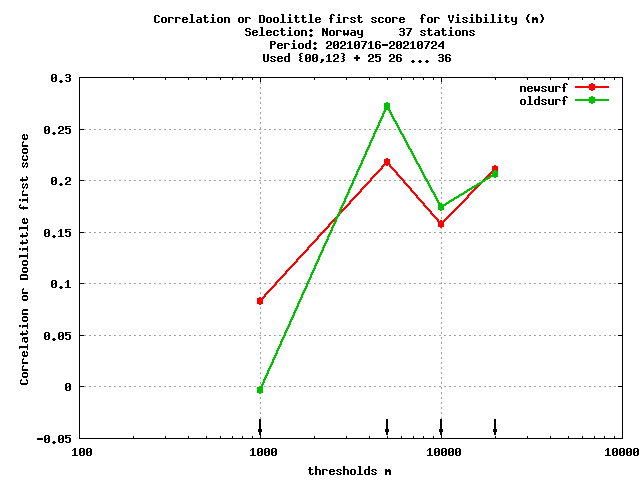 Correlation or Doolittle first score  for Visibility (m)
Selection: Norway     37 stations
Period: 20210716-20210724
Used {00,12} + 25 26 ... 36
newsurf
oldsurf
0.3
0.25
0.2
0.15
0.1
0.05
0
-0.05
Correlation or Doolittle first score
100 1000 10000 10000
thresholds m